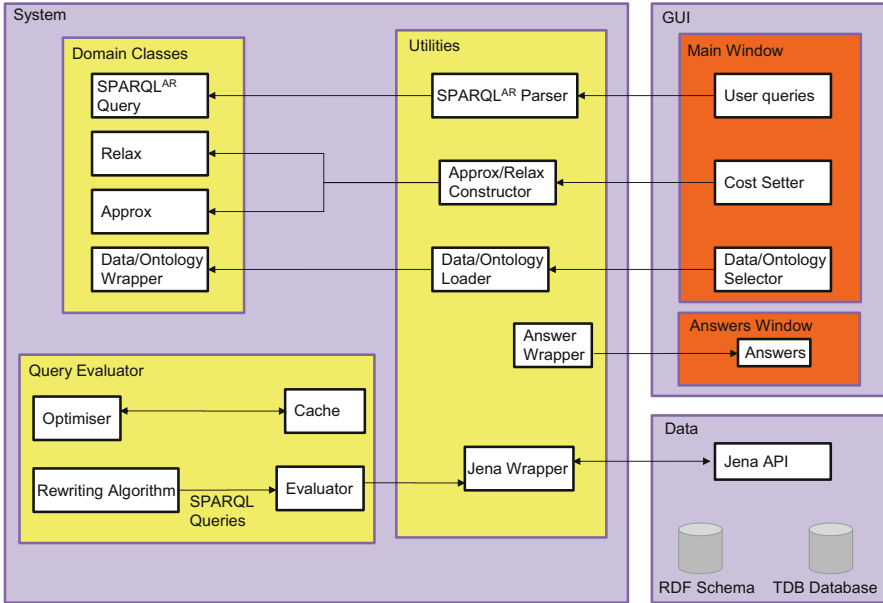 System
Domain Classes
SPARQL^AR
Query
Relax
Approx
Data/Ontology
Wrapper
Utilities
SPARQL^AR Parser
Approx/Relax
Constructor
Data/Ontology
Loader
Answer
Wrapper
Jena Wrapper
Query Evaluator
Optimiser
Cache
Rewriting Algorithm
SPARQL
Queries
Evaluator
GUI
Main Window
User queries
Cost Setter
Data/Ontology
Selector
Answers Window
Answers
Data
Jena API
RDF Schema
TDB Database